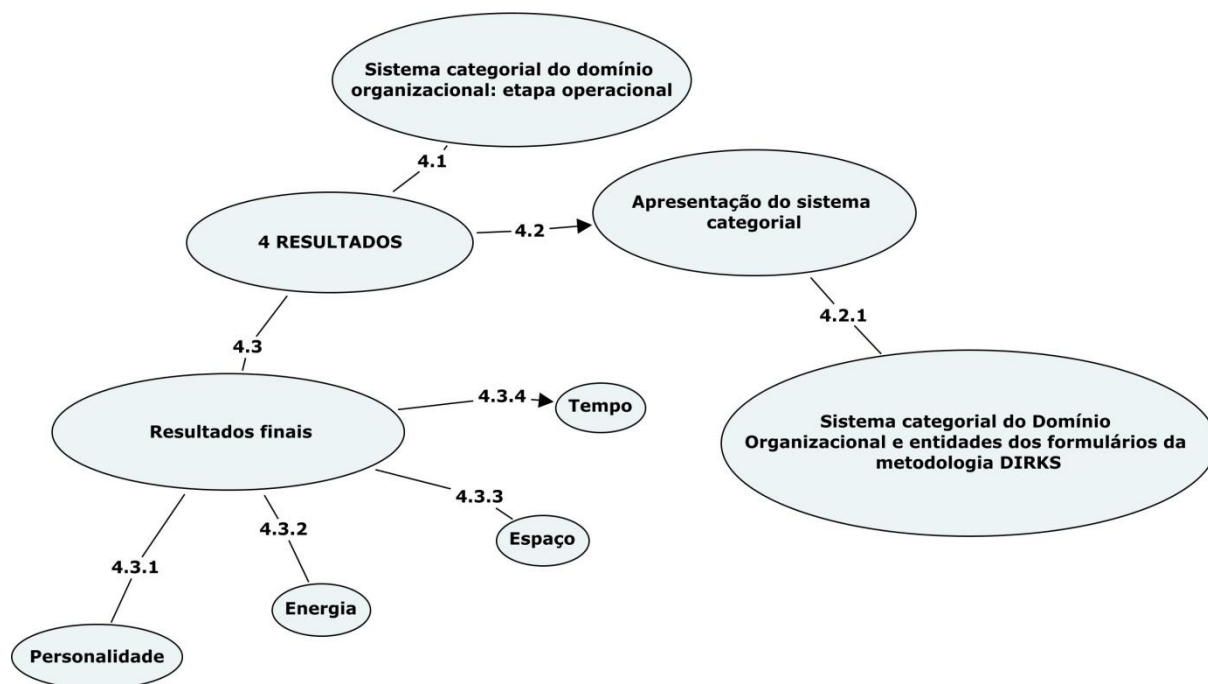 Sistema categorial do domínio
organizacional: etapa operacional
4.1
4 RESULTADOS
4.2
Apresentação do sistema
categorial
4.2.1
Sistema categorial do Domínio
Organizacional e entidades dos formulários da
metodologia DIRKS
4.3
Resultados finais
4.3.4
Tempo
4.3.3
Espaço
4.3.2
Energia
4.3.1
Personalidade